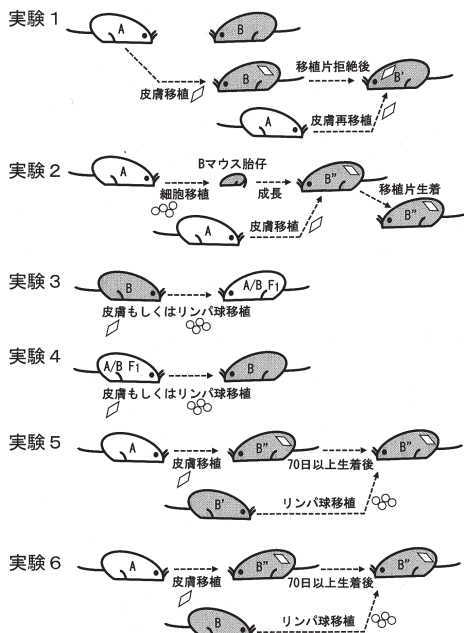 実験1
A
B
皮膚移植
B
移植片拒絶後
B'
A
皮膚再移植
実験2
A
Bマウス胎仔
細胞移植
成長
B"
移植片生着
A
皮膚移植
B"
実験3
B
A/B F1
皮膚もしくはリンパ球移植
実験4
A/B F1
B
皮膚もしくはリンパ球移植
実験5
A
皮膚移植
B"
70日以上生着後
B"
B'
リンパ球移植
実験6
A
皮膚移植
B"
70日以上生着後
B"
B
リンパ球移植